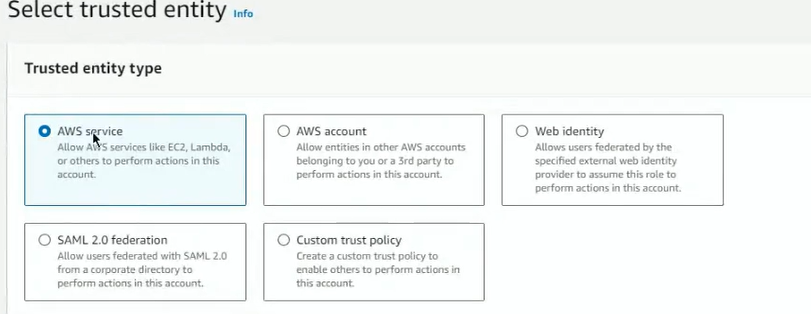 Select trusted entity Info
Trusted entity type
AWS service
Allow AWS services like EC2, Lambda,
or others to perform actions in this
account.
AWS account
Allow entities in other AWS accounts
belonging to you or a 3rd party to
perform actions in this account.
Web identity
Allows users federated by the
specified external web identity
provider to assume this role to
perform actions in this account.
SAML 2.0 federation
Allow users federated with SAML 2.0
from a corporate directory to
perform actions in this account.
Custom trust policy
Create a custom trust policy to
enable others to perform actions in
this account.